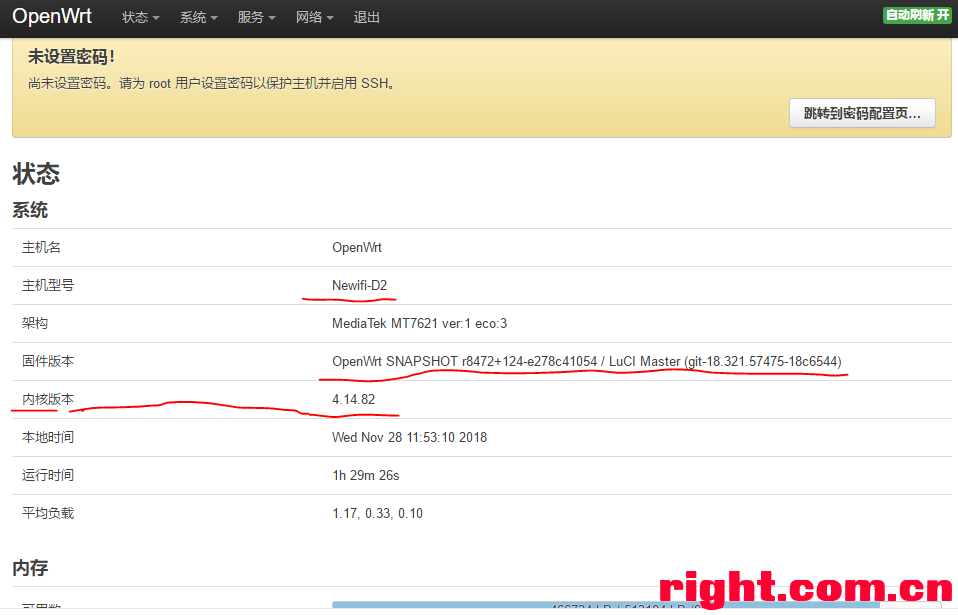 OpenWrt 状态 系统 服务 网络 退出 自动刷新 开
未设置密码!
尚未设置密码。请为 root 用户设置密码以保护主机并启用 SSH。
跳转到密码配置页...
状态
系统
主机名 OpenWrt
主机型号 Newifi-D2
架构 MediaTek MT7621 ver:1 eco:3
固件版本 OpenWrt SNAPSHOT r8472+124-e278c41054 / LuCI Master (git-18.321.57475-18c6544)
内核版本 4.14.82
本地时间 Wed Nov 28 11:53:10 2018
运行时间 1h 29m 26s
平均负载 1.17, 0.33, 0.10
内存
right.com.cn